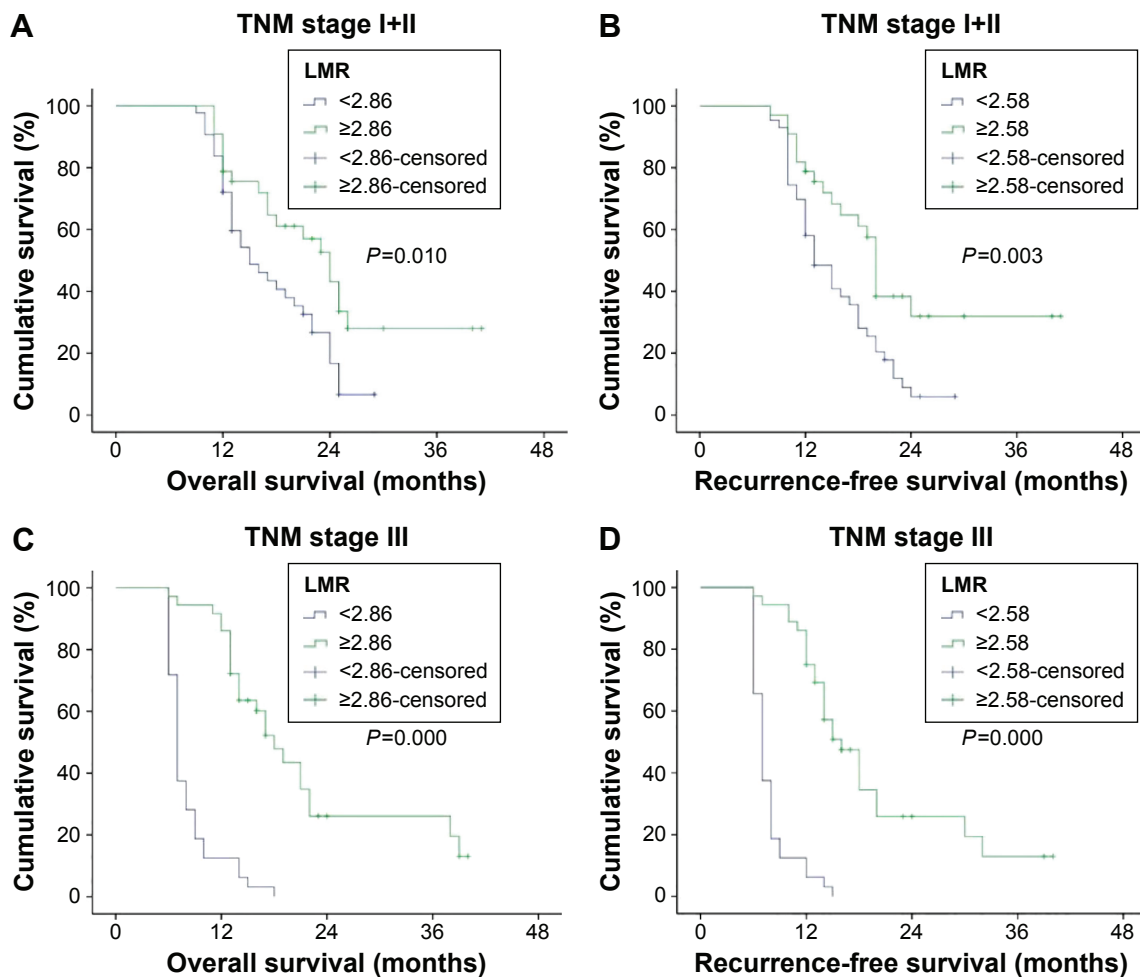 A
TNM stage I+II
LMR
<2.86
≥2.86
<2.86-censored
≥2.86-censored
P=0.010
Cumulative survival (%)
100
80
60
40
20
0
0 12 24 36 48
Overall survival (months)
B
TNM stage I+II
LMR
<2.58
≥2.58
<2.58-censored
≥2.58-censored
P=0.003
Cumulative survival (%)
100
80
60
40
20
0
0 12 24 36 48
Recurrence-free survival (months)
C
TNM stage III
LMR
<2.86
≥2.86
<2.86-censored
≥2.86-censored
P=0.000
Cumulative survival (%)
100
80
60
40
20
0
0 12 24 36 48
Overall survival (months)
D
TNM stage III
LMR
<2.58
≥2.58
<2.58-censored
≥2.58-censored
P=0.000
Cumulative survival (%)
100
80
60
40
20
0
0 12 24 36 48
Recurrence-free survival (months)